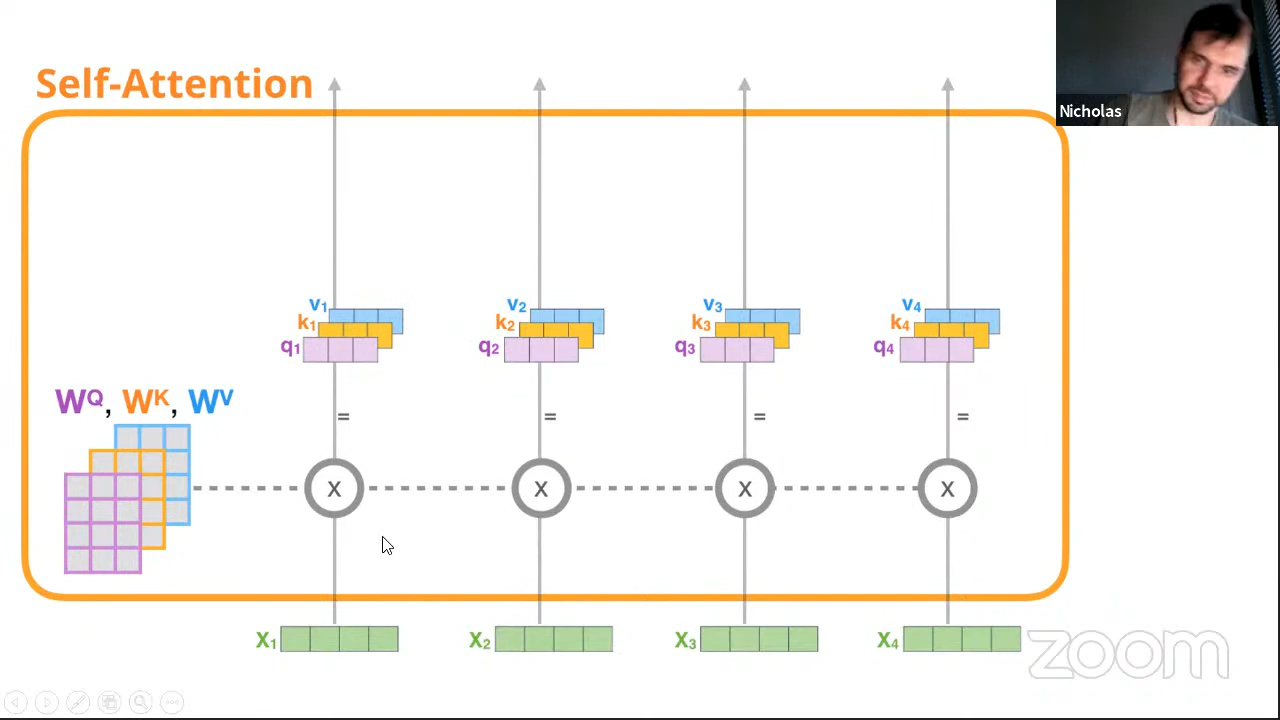 Self-Attention
Nicholas
v1 v2 v3 v4
k1 k2 k3 k4
q1 q2 q3 q4
WQ, WK, WV
= = = =
X X X X
X1 X2 X3 X4
zoom